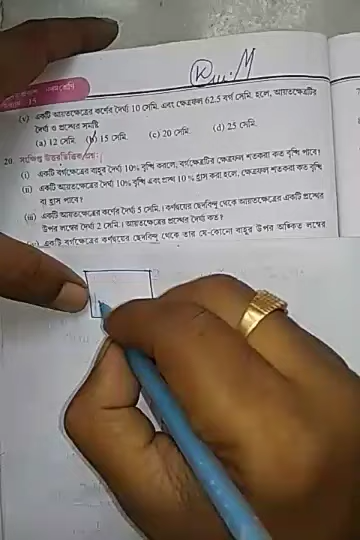 (v) একটি আয়তক্ষেত্রের কর্ণের দৈর্ঘ্য 10 সেমি. এবং ক্ষেত্রফল 62.5 বর্গ সেমি. হলে, আয়তক্ষেত্রটির
দৈর্ঘ্য ও প্রস্থের সমষ্টি
(a) 12 সেমি. (b) 15 সেমি. (c) 20 সেমি. (d) 25 সেমি.
20. সংক্ষিপ্ত উত্তরভিত্তিক প্রশ্ন :
(i) একটি বর্গক্ষেত্রের বাহুর দৈর্ঘ্য 10% বৃদ্ধি করলে, বর্গক্ষেত্রটির ক্ষেত্রফল শতকরা কত বৃদ্ধি পাবে?
(ii) একটি আয়তক্ষেত্রের দৈর্ঘ্য 10% বৃদ্ধি এবং প্রস্থ 10% হ্রাস করা হলে, ক্ষেত্রফল শতকরা কত বৃদ্ধি
বা হ্রাস পাবে?
(iii) একটি আয়তক্ষেত্রের কর্ণের দৈর্ঘ্য 5 সেমি.। কর্ণদ্বয়ের ছেদবিন্দু থেকে আয়তক্ষেত্রের একটি প্রস্থের
উপর লম্বের দৈর্ঘ্য 2 সেমি.। আয়তক্ষেত্রের প্রস্থের দৈর্ঘ্য কত?
একটি বর্গক্ষেত্রের কর্ণদ্বয়ের ছেদবিন্দু থেকে তার যে-কোনো বাহুর উপর অঙ্কিত লম্বের